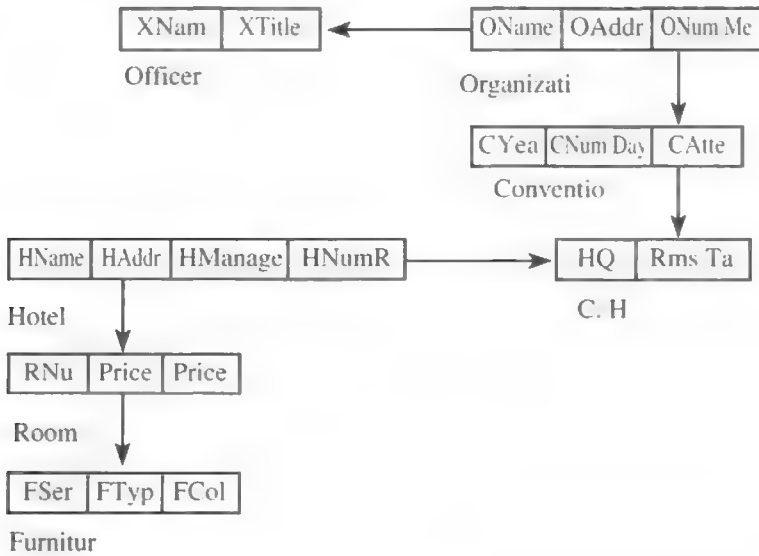 XNam XTitle
OName OAddr ONum Me
Officer
Organizati
CYea CNum Day CAtte
Conventio
HName HAddr HManage HNumR
HQ Rms Ta
C. H
Hotel
RNu Price Price
Room
FSer FTyp FCol
Furnitur